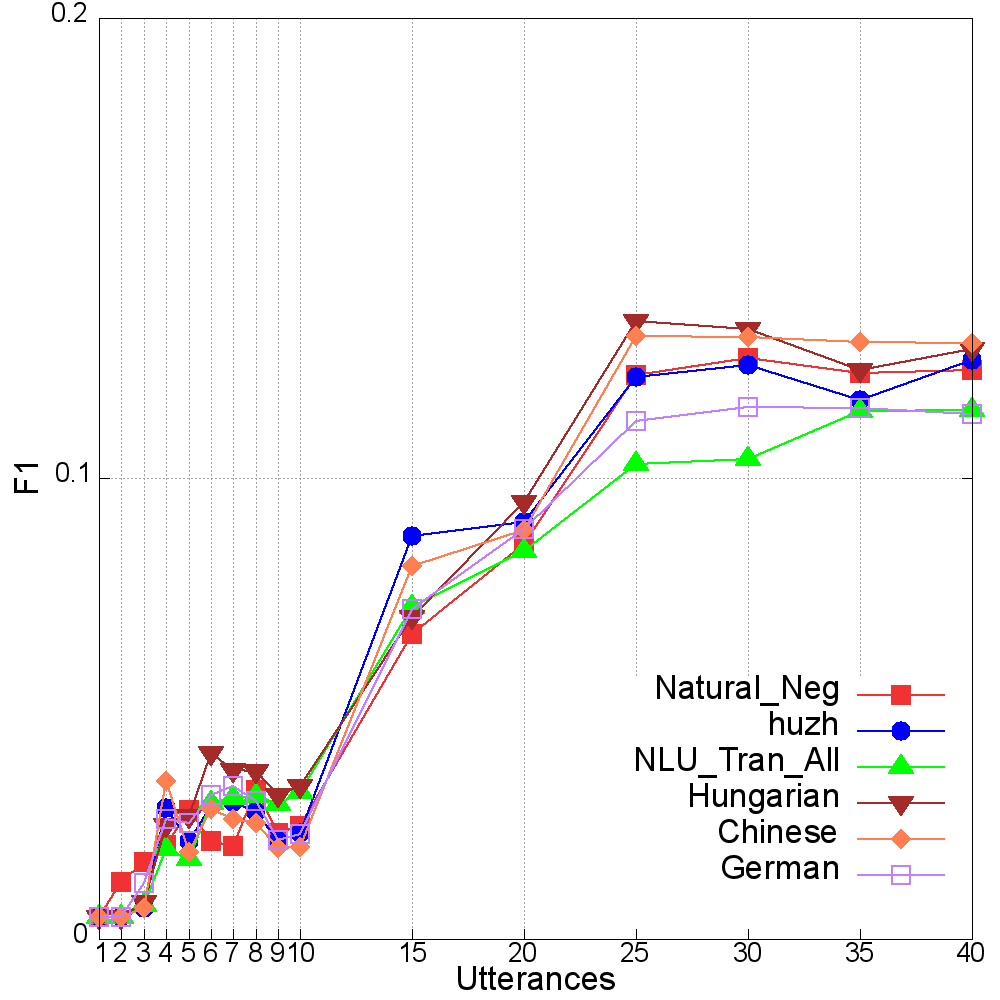 0.2
0.1
0
F1
1 2 3 4 5 6 7 8 9 10 15 20 25 30 35 40
Utterances
Natural_Neg
huzh
NLU_Tran_All
Hungarian
Chinese
German